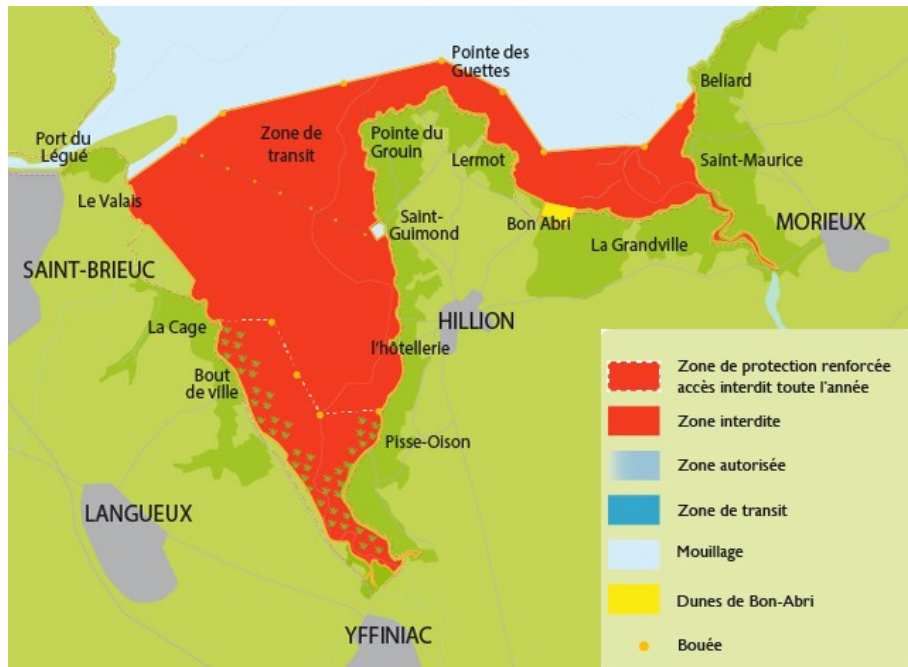 Pointe des
Guettes
Beliard
Port du
Légué
Zone de
transit
Pointe du
Grouin
Lermot
Saint-Maurice
Le Valais
Saint-
Guimond
Bon Abri
La Grandville
MORIEUX
SAINT-BRIEUC
La Cage
HILLION
l'hôtellerie
Bout
de ville
Pisse-Oison
LANGUEUX
YFFINIAC
Zone de protection renforcée
accès interdit toute l'année
Zone interdite
Zone autorisée
Zone de transit
Mouillage
Dunes de Bon-Abri
Bouée